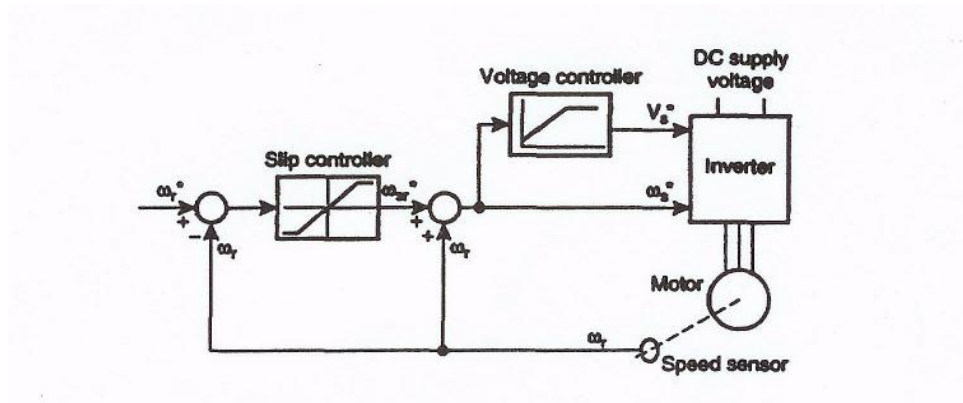 DC supply
voltage
Voltage controller
Vₛ*
Inverter
Slip controller
ωᵣ*
+
−
ωᵣ
ωₛᵣ*
+
+
ωᵣ
ωₛ*
Motor
ωᵣ
Speed sensor